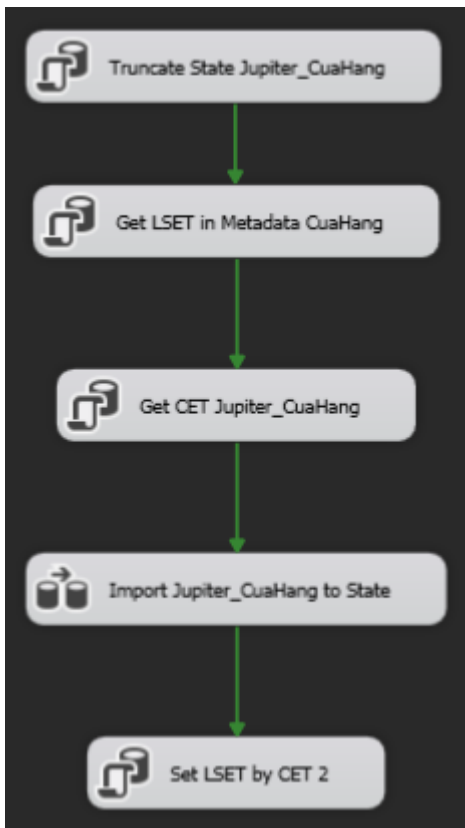 Truncate State Jupiter_CuaHang
Get LSET in Metadata CuaHang
Get CET Jupiter_CuaHang
Import Jupiter_CuaHang to State
Set LSET by CET 2